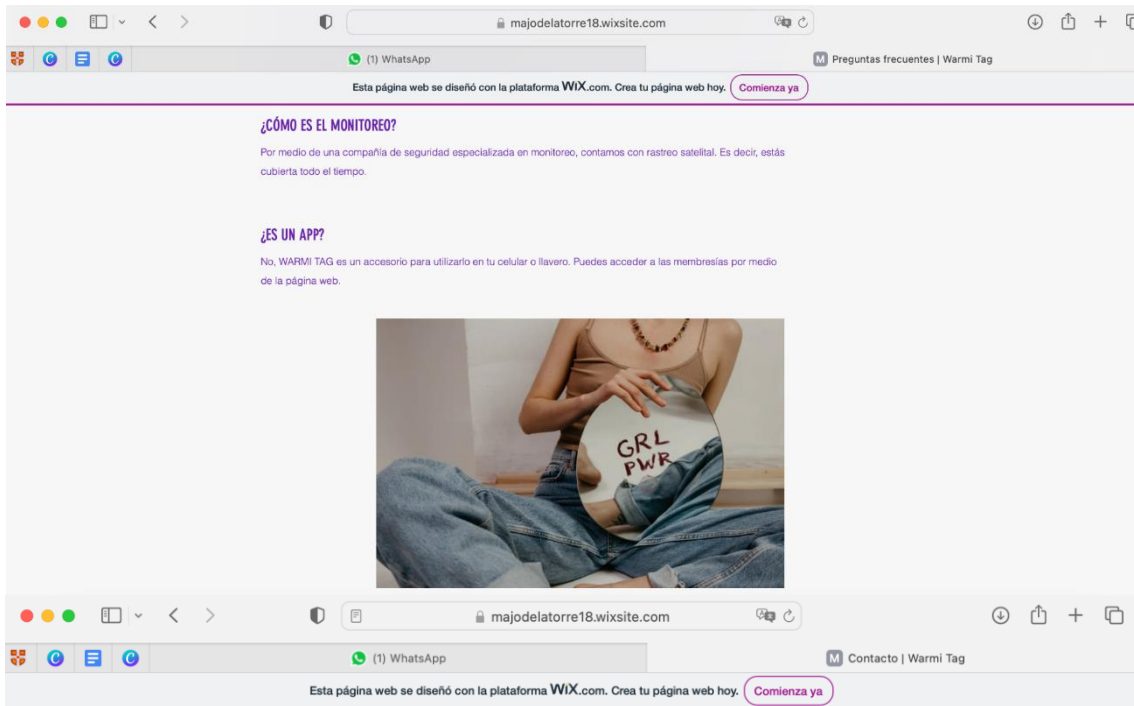 majodelatorre18.wixsite.com
(1) WhatsApp
M Preguntas frecuentes | Warmi Tag
Esta página web se diseñó con la plataforma WiX.com. Crea tu página web hoy. Comienza ya
¿CÓMO ES EL MONITOREO?
Por medio de una compañía de seguridad especializada en monitoreo, contamos con rastreo satelital. Es decir, estás
cubierta todo el tiempo.
¿ES UN APP?
No, WARMI TAG es un accesorio para utilizarlo en tu celular o llavero. Puedes acceder a las membresías por medio
de la página web.
GRL
PWR
majodelatorre18.wixsite.com
(1) WhatsApp
M Contacto | Warmi Tag
Esta página web se diseñó con la plataforma WiX.com. Crea tu página web hoy. Comienza ya